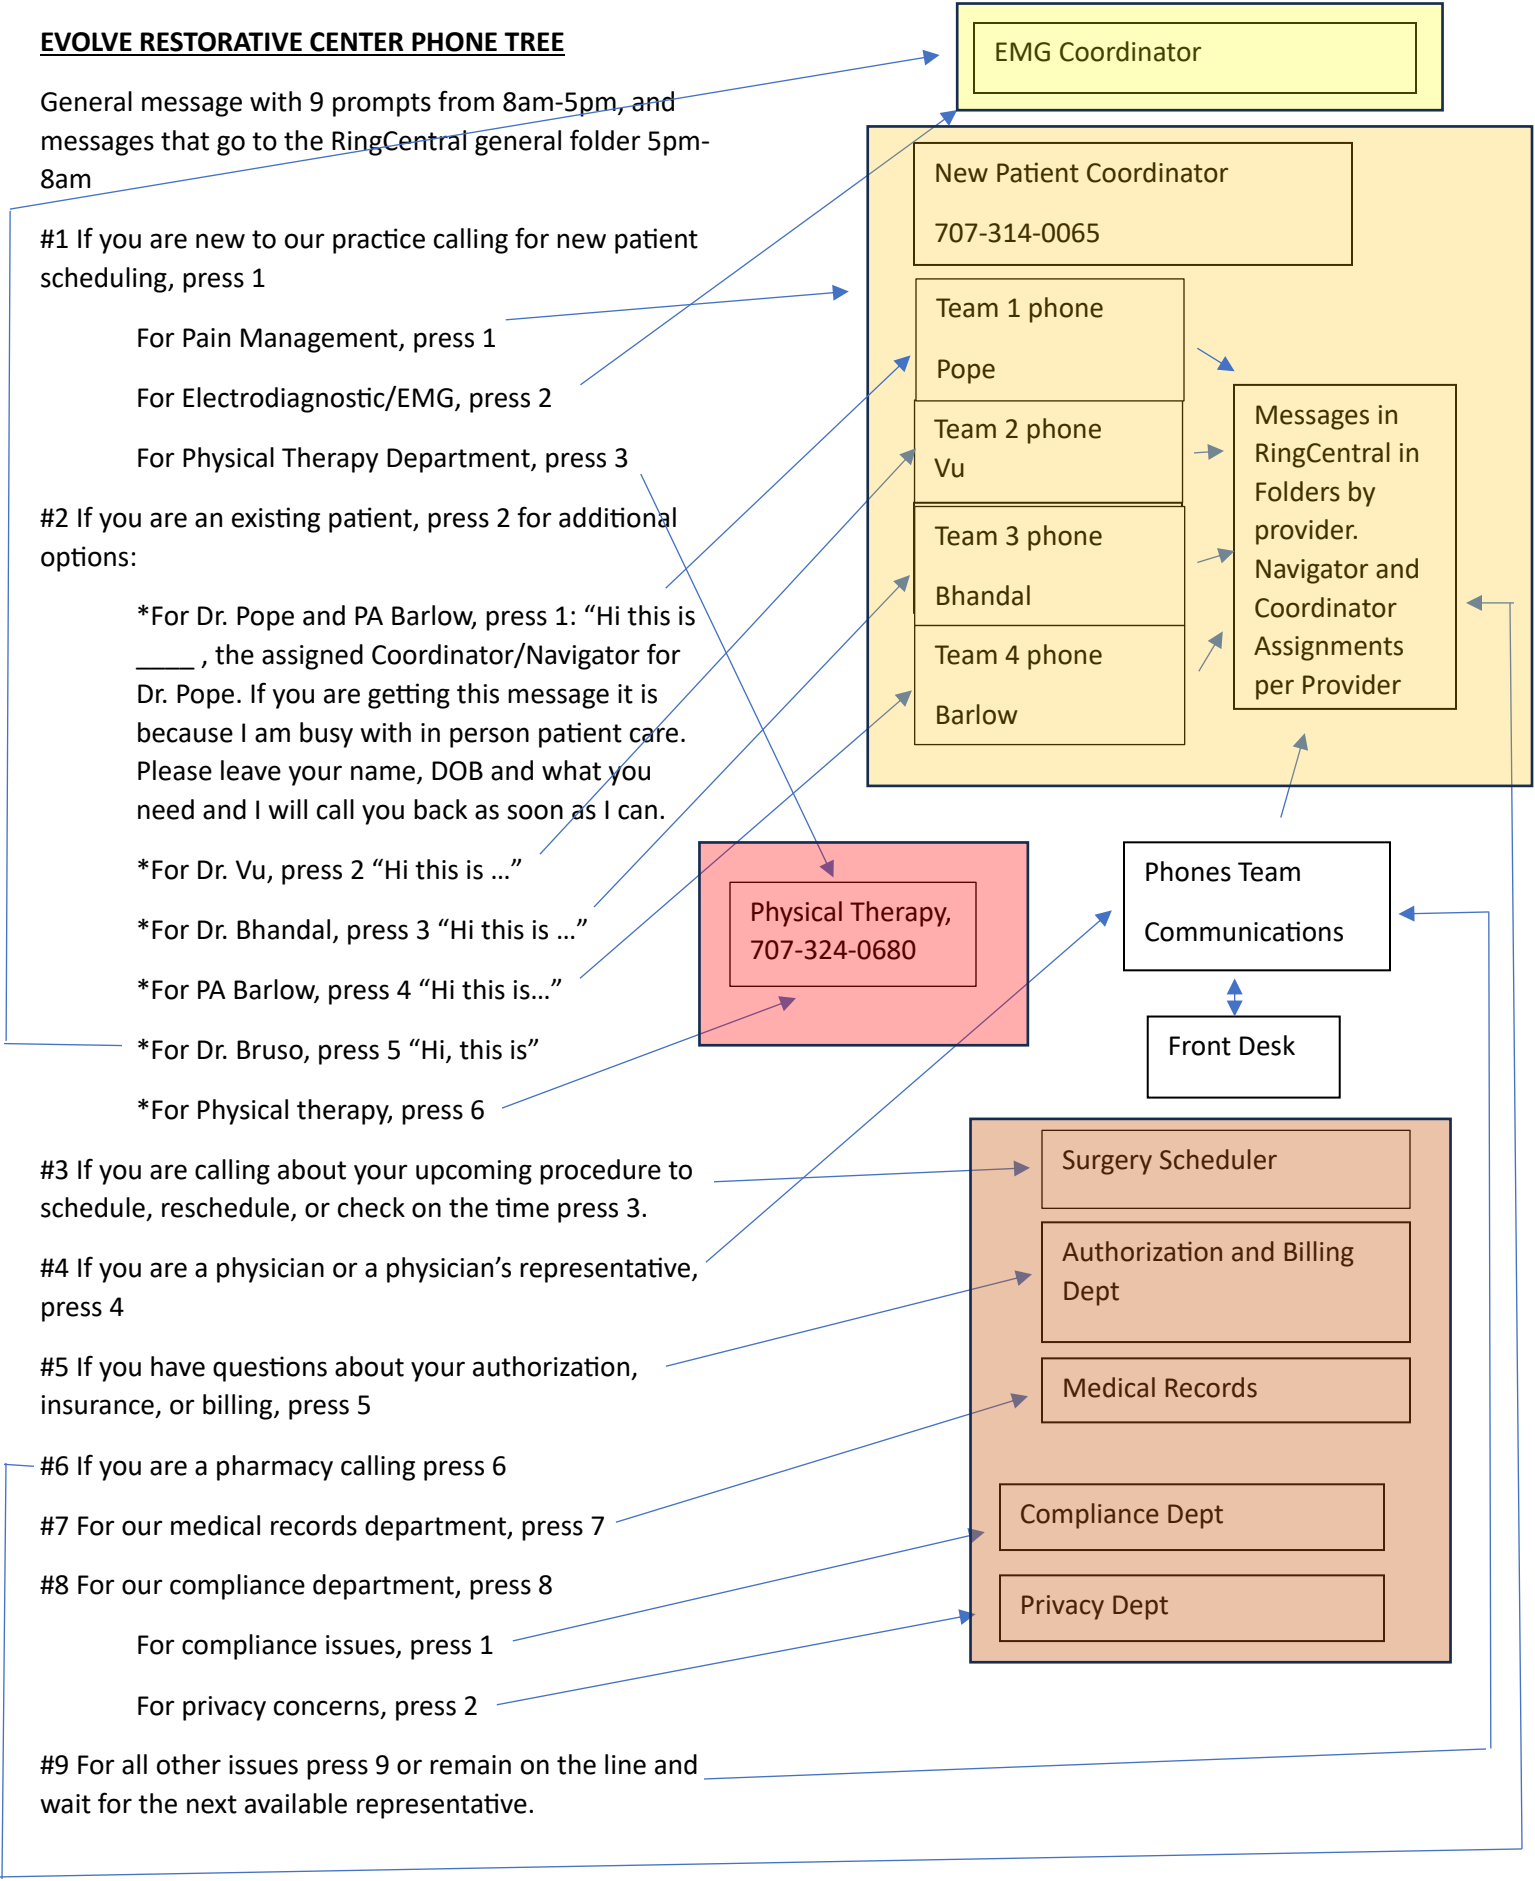 EVOLVE RESTORATIVE CENTER PHONE TREE
General message with 9 prompts from 8am-5pm, and
messages that go to the RingCentral general folder 5pm-
8am
#1 If you are new to our practice calling for new patient
scheduling, press 1
For Pain Management, press 1
For Electrodiagnostic/EMG, press 2
For Physical Therapy Department, press 3
#2 If you are an existing patient, press 2 for additional
options:
*For Dr. Pope and PA Barlow, press 1: “Hi this is
____ , the assigned Coordinator/Navigator for
Dr. Pope. If you are getting this message it is
because I am busy with in person patient care.
Please leave your name, DOB and what you
need and I will call you back as soon as I can.
*For Dr. Vu, press 2 “Hi this is …”
*For Dr. Bhandal, press 3 “Hi this is …”
*For PA Barlow, press 4 “Hi this is…”
*For Dr. Bruso, press 5 “Hi, this is”
*For Physical therapy, press 6
#3 If you are calling about your upcoming procedure to
schedule, reschedule, or check on the time press 3.
#4 If you are a physician or a physician’s representative,
press 4
#5 If you have questions about your authorization,
insurance, or billing, press 5
#6 If you are a pharmacy calling press 6
#7 For our medical records department, press 7
#8 For our compliance department, press 8
For compliance issues, press 1
For privacy concerns, press 2
#9 For all other issues press 9 or remain on the line and
wait for the next available representative.
EMG Coordinator
New Patient Coordinator
707-314-0065
Team 1 phone
Pope
Team 2 phone
Vu
Team 3 phone
Bhandal
Team 4 phone
Barlow
Messages in
RingCentral in
Folders by
provider.
Navigator and
Coordinator
Assignments
per Provider
Physical Therapy,
707-324-0680
Phones Team
Communications
Front Desk
Surgery Scheduler
Authorization and Billing
Dept
Medical Records
Compliance Dept
Privacy Dept